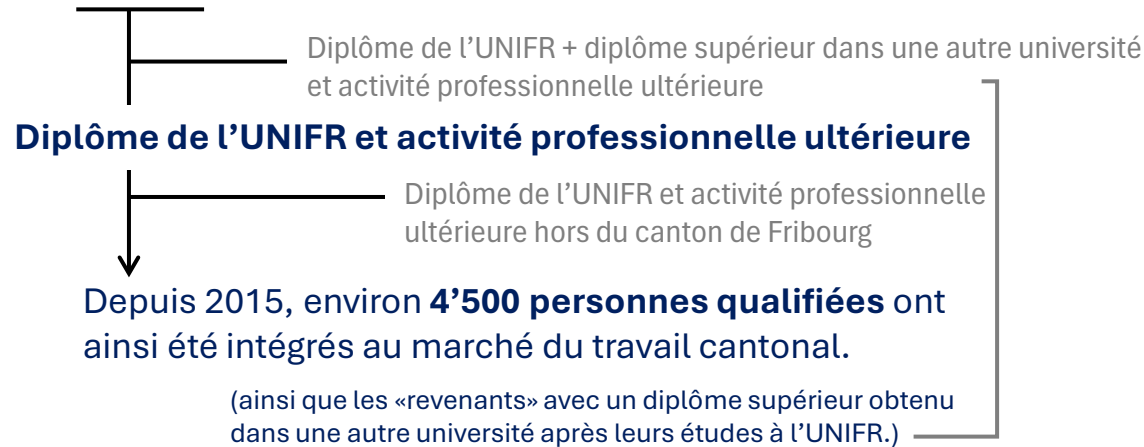 Diplôme de l’UNIFR + diplôme supérieur dans une autre université
et activité professionnelle ultérieure
Diplôme de l’UNIFR et activité professionnelle ultérieure
Diplôme de l’UNIFR et activité professionnelle
ultérieure hors du canton de Fribourg
Depuis 2015, environ 4’500 personnes qualifiées ont
ainsi été intégrés au marché du travail cantonal.
(ainsi que les «revenants» avec un diplôme supérieur obtenu
dans une autre université après leurs études à l’UNIFR.)